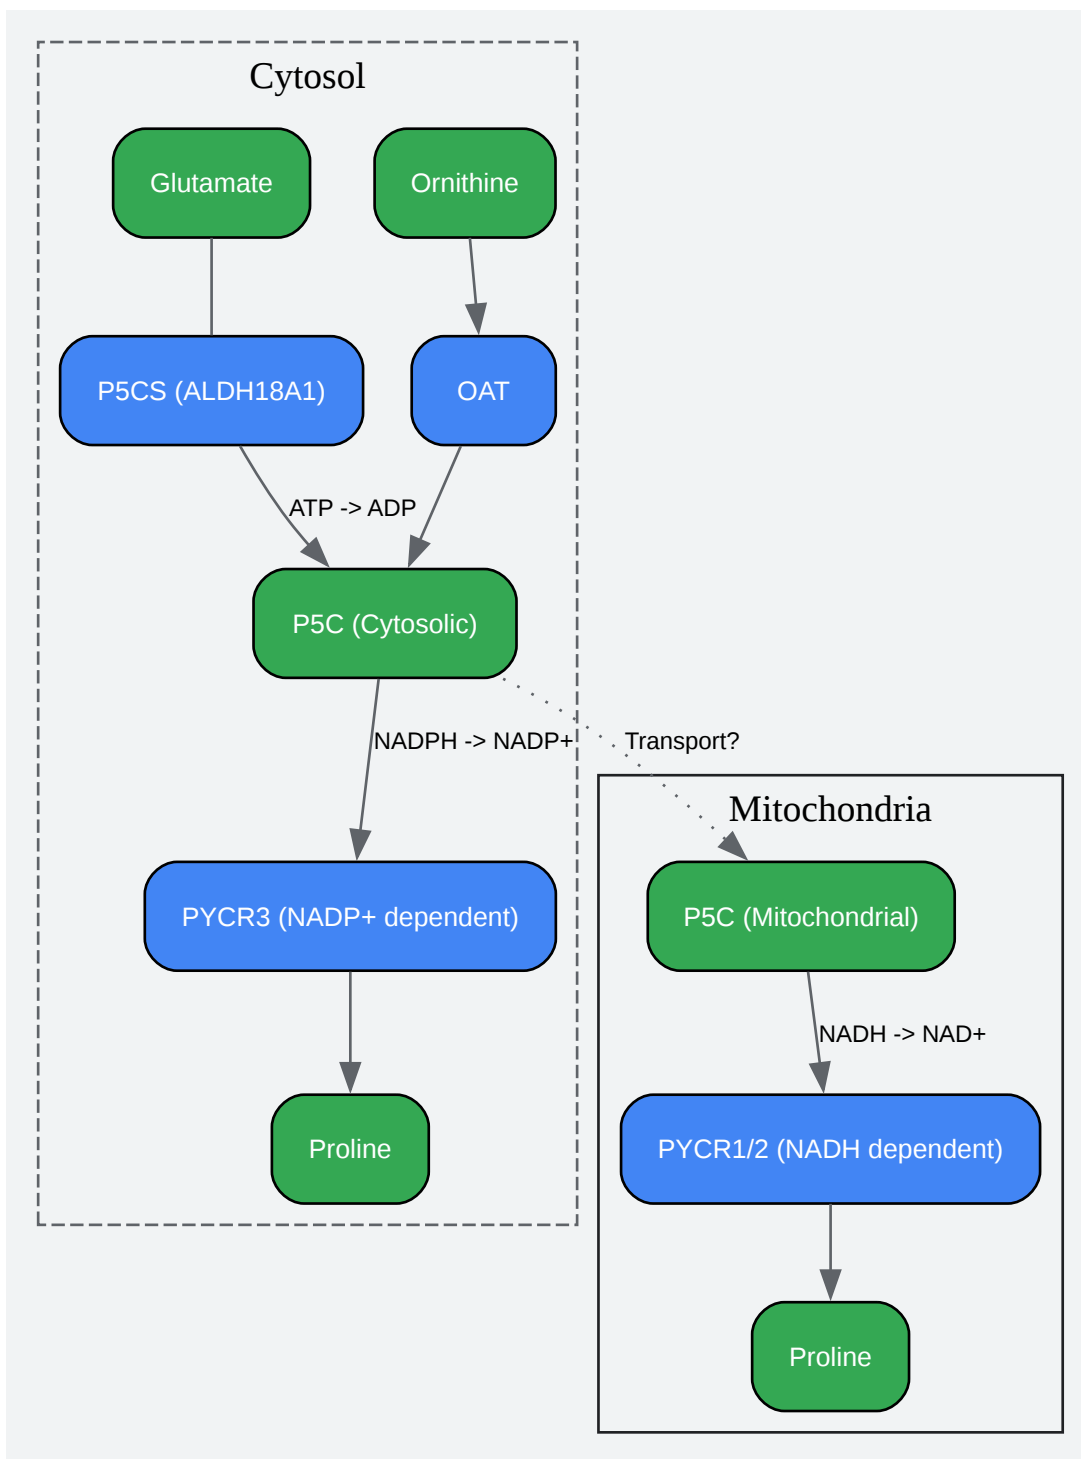 Cytosol
Glutamate
Ornithine
P5CS (ALDH18A1)
OAT
ATP -> ADP
P5C (Cytosolic)
NADPH -> NADP+
Transport?
Mitochondria
PYCR3 (NADP+ dependent)
P5C (Mitochondrial)
NADH -> NAD+
Proline
PYCR1/2 (NADH dependent)
Proline